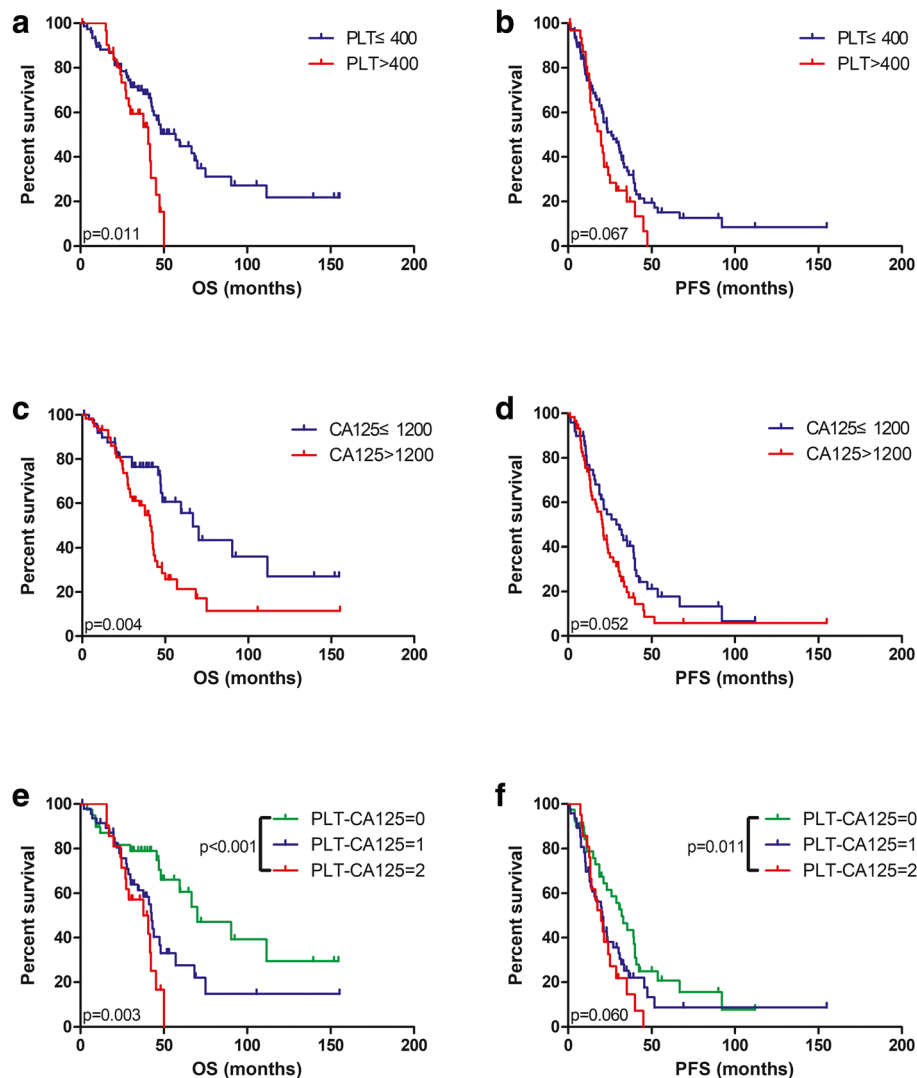 a
Percent survival
100
80
60
40
20
0
0 50 100 150 200
OS (months)
PLT≤ 400
PLT>400
p=0.011
b
Percent survival
100
80
60
40
20
0
0 50 100 150 200
PFS (months)
PLT≤ 400
PLT>400
p=0.067
c
Percent survival
100
80
60
40
20
0
0 50 100 150 200
OS (months)
CA125≤ 1200
CA125>1200
p=0.004
d
Percent survival
100
80
60
40
20
0
0 50 100 150 200
PFS (months)
CA125≤ 1200
CA125>1200
p=0.052
e
Percent survival
100
80
60
40
20
0
0 50 100 150 200
OS (months)
p<0.001
PLT-CA125=0
PLT-CA125=1
PLT-CA125=2
p=0.003
f
Percent survival
100
80
60
40
20
0
0 50 100 150 200
PFS (months)
p=0.011
PLT-CA125=0
PLT-CA125=1
PLT-CA125=2
p=0.060